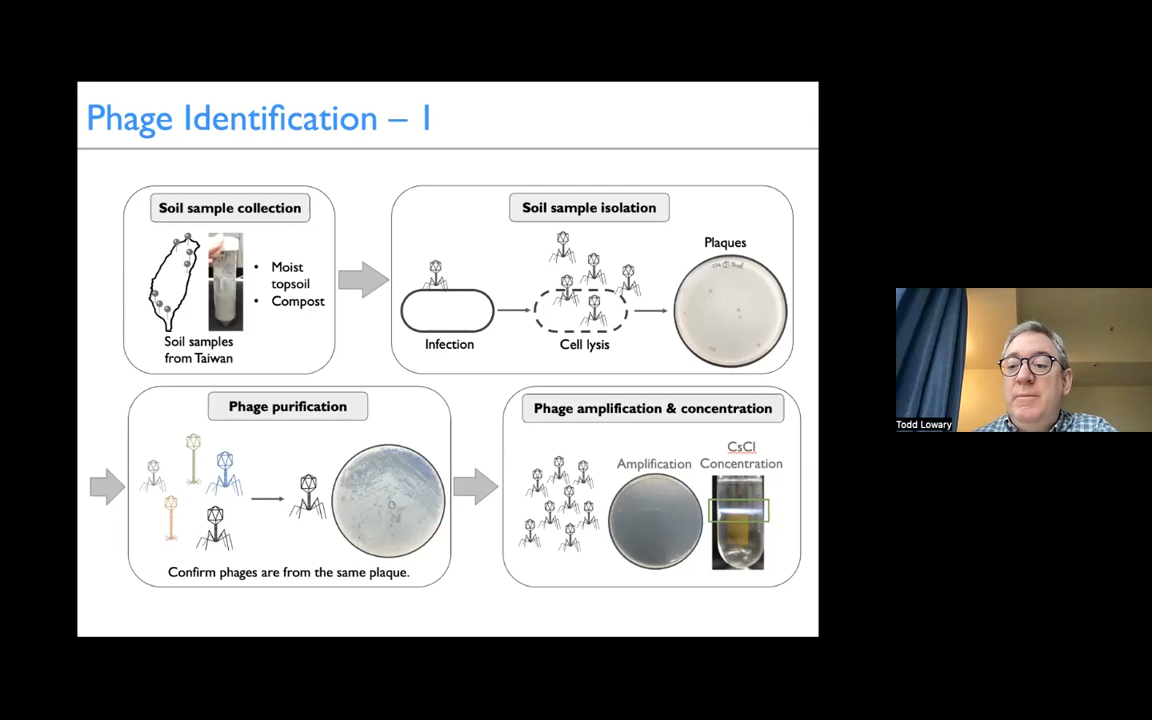 Phage Identification – 1
Soil sample collection
• Moist
topsoil
• Compost
Soil samples
from Taiwan
Soil sample isolation
Plaques
Infection
Cell lysis
Phage purification
Confirm phages are from the same plaque.
Phage amplification & concentration
Amplification
CsCl
Concentration
Todd Lowary